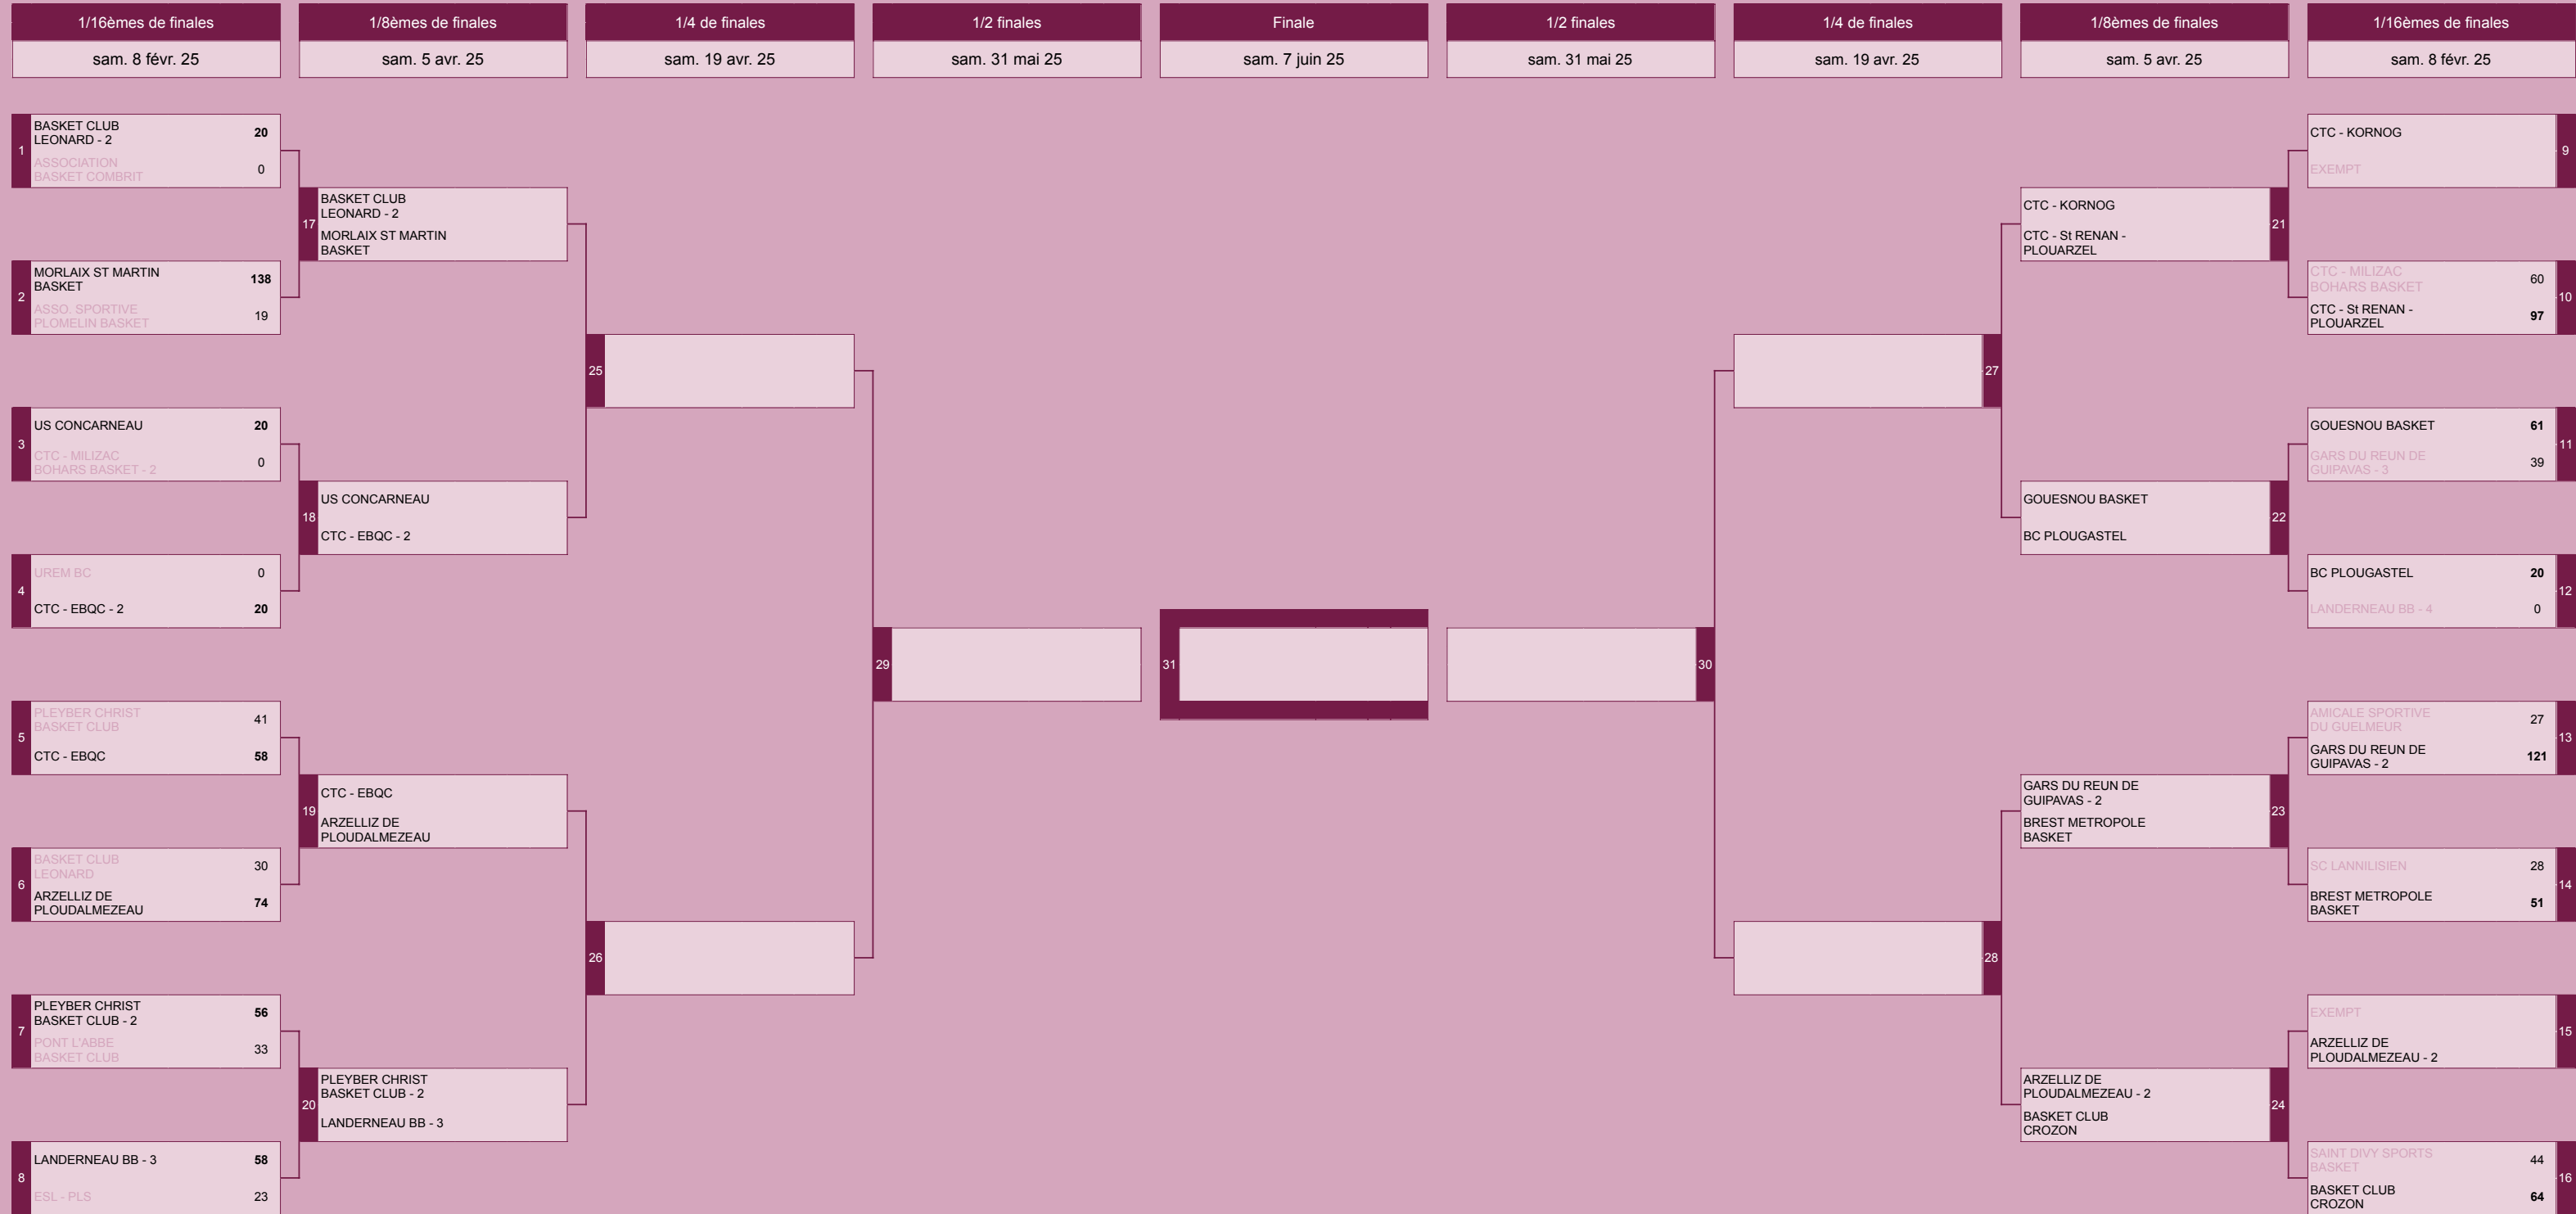 1/16èmes de finales
sam. 8 févr. 25
1/8èmes de finales
sam. 5 avr. 25
1/4 de finales
sam. 19 avr. 25
1/2 finales
sam. 31 mai 25
Finale
sam. 7 juin 25
1/2 finales
sam. 31 mai 25
1/4 de finales
sam. 19 avr. 25
1/8èmes de finales
sam. 5 avr. 25
1/16èmes de finales
sam. 8 févr. 25
1
BASKET CLUB
LEONARD - 2
20
ASSOCIATION
BASKET COMBRIT
0
2
MORLAIX ST MARTIN
BASKET
138
ASSO. SPORTIVE
PLOMELIN BASKET
19
3
US CONCARNEAU
20
CTC - MILIZAC
BOHARS BASKET - 2
0
4
UREM BC
0
CTC - EBQC - 2
20
5
PLEYBER CHRIST
BASKET CLUB
41
CTC - EBQC
58
6
BASKET CLUB
LEONARD
30
ARZELLIZ DE
PLOUDALMEZEAU
74
7
PLEYBER CHRIST
BASKET CLUB - 2
56
PONT L'ABBE
BASKET CLUB
33
8
LANDERNEAU BB - 3
58
ESL - PLS
23
17
BASKET CLUB
LEONARD - 2
MORLAIX ST MARTIN
BASKET
18
US CONCARNEAU
CTC - EBQC - 2
19
CTC - EBQC
ARZELLIZ DE
PLOUDALMEZEAU
20
PLEYBER CHRIST
BASKET CLUB - 2
LANDERNEAU BB - 3
25
26
29
31
30
27
28
CTC - KORNOG
CTC - St RENAN -
PLOUARZEL
21
GOUESNOU BASKET
BC PLOUGASTEL
22
GARS DU REUN DE
GUIPAVAS - 2
BREST METROPOLE
BASKET
23
ARZELLIZ DE
PLOUDALMEZEAU - 2
BASKET CLUB
CROZON
24
CTC - KORNOG
EXEMPT
9
CTC - MILIZAC
BOHARS BASKET
60
CTC - St RENAN -
PLOUARZEL
97
10
GOUESNOU BASKET
61
GARS DU REUN DE
GUIPAVAS - 3
39
11
BC PLOUGASTEL
20
LANDERNEAU BB - 4
0
12
AMICALE SPORTIVE
DU GUELMEUR
27
GARS DU REUN DE
GUIPAVAS - 2
121
13
SC LANNILISIEN
28
BREST METROPOLE
BASKET
51
14
EXEMPT
ARZELLIZ DE
PLOUDALMEZEAU - 2
15
SAINT DIVY SPORTS
BASKET
44
BASKET CLUB
CROZON
64
16